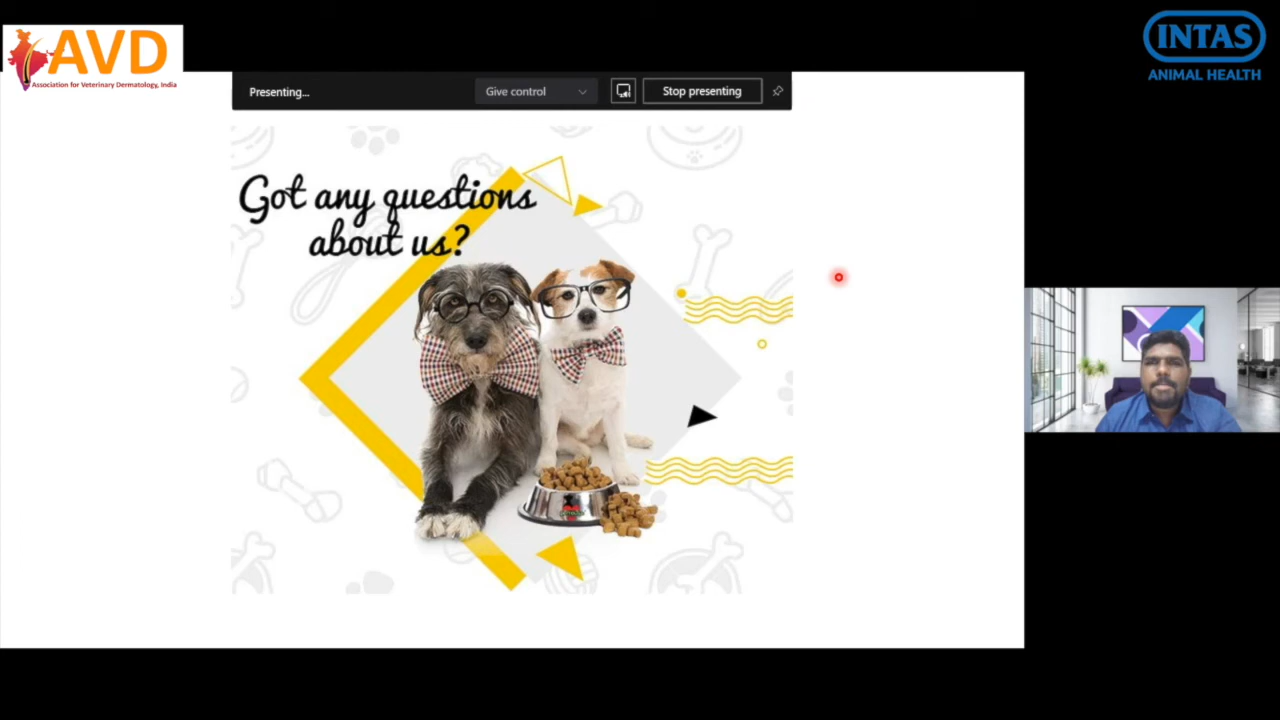 AVD
Association for Veterinary Dermatology, India
INTAS
ANIMAL HEALTH
Presenting...
Give control
Stop presenting
Got any questions
about us?